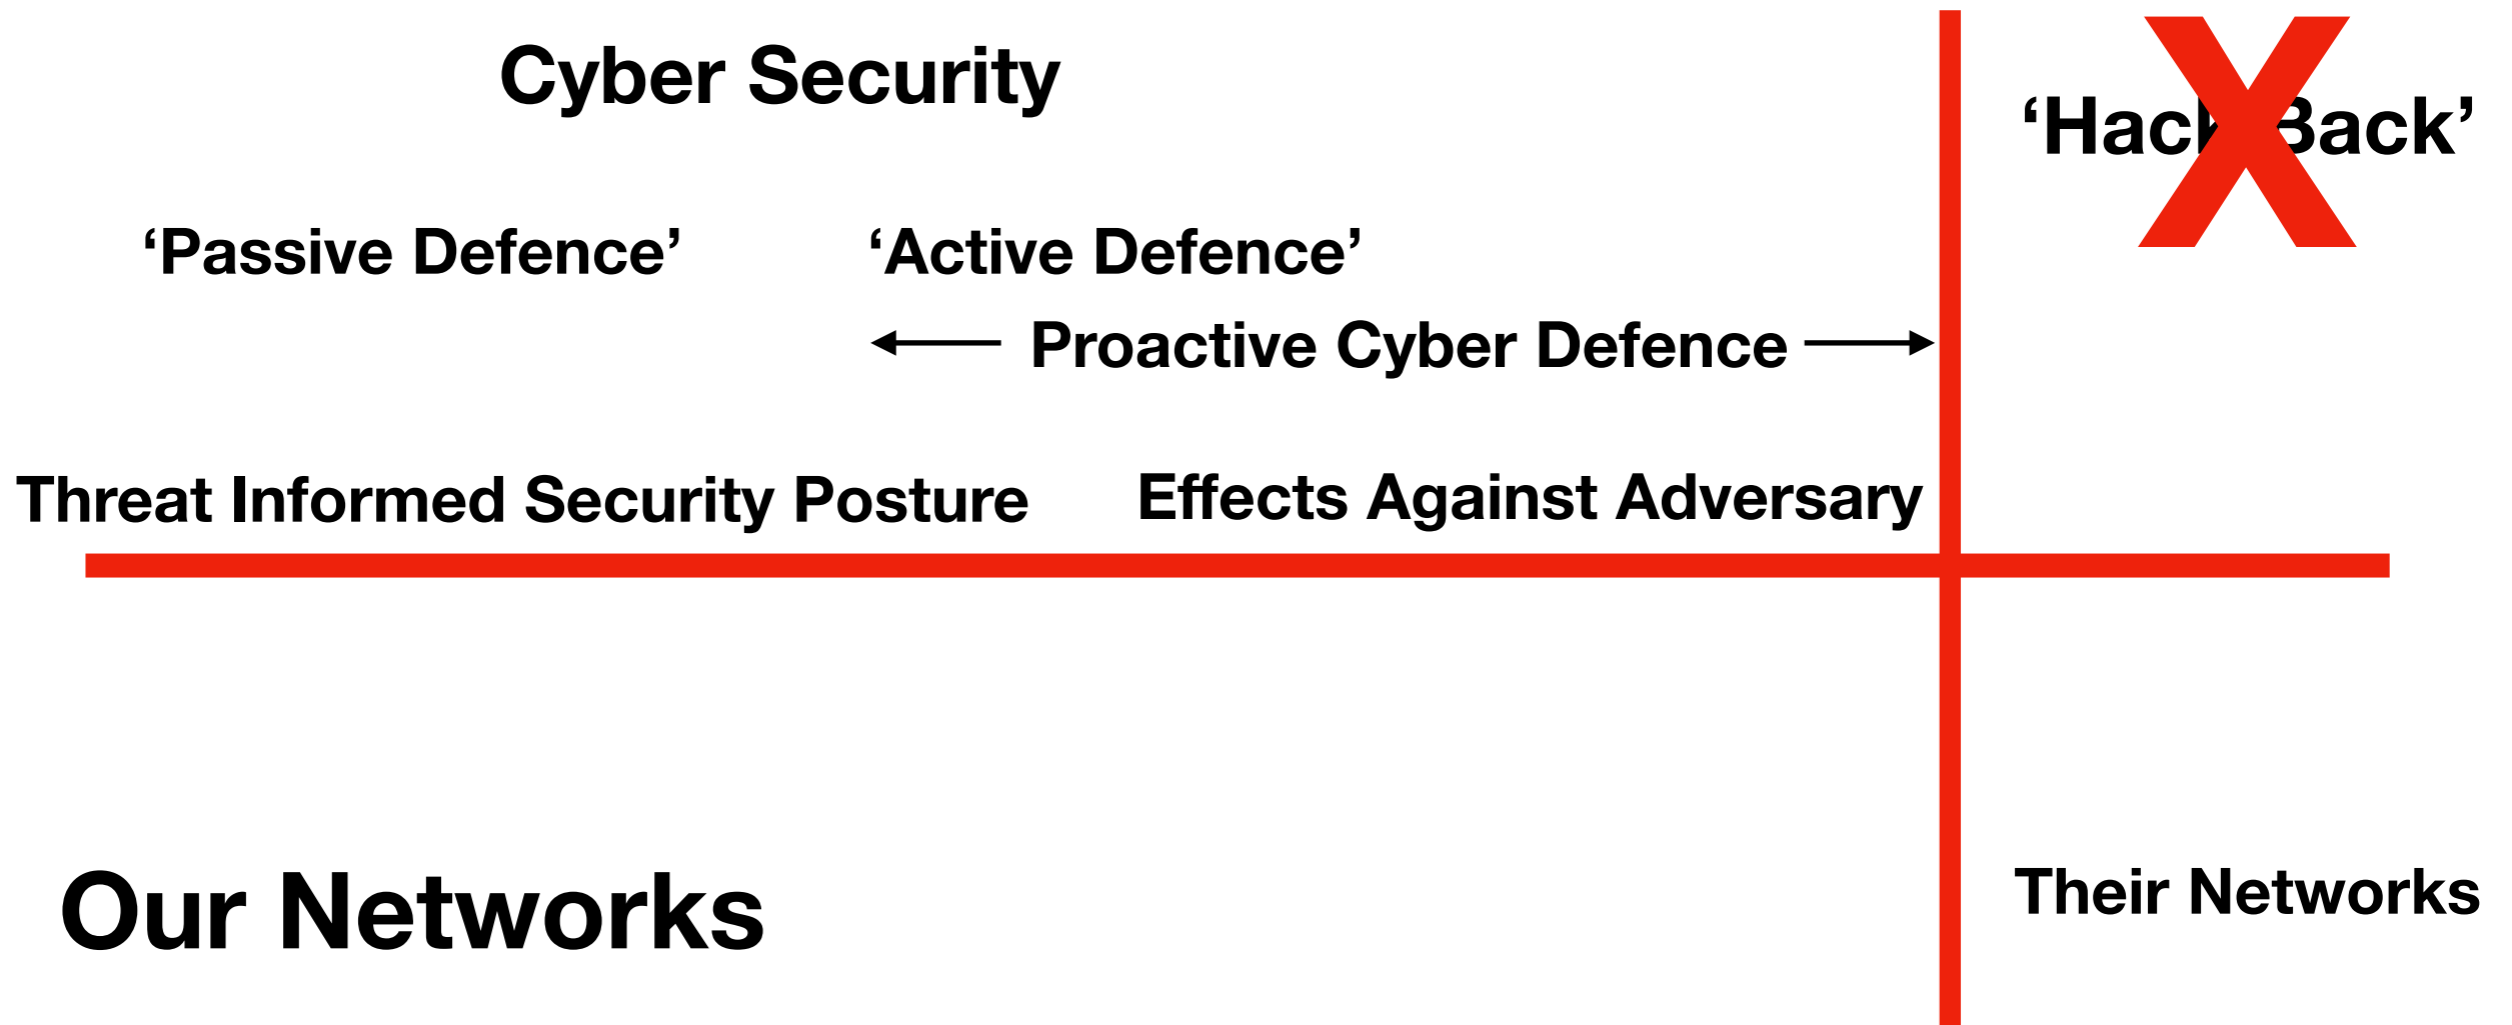 Cyber Security
‘Hack Back’
X
‘Passive Defence’ ‘Active Defence’
Proactive Cyber Defence
Threat Informed Security Posture
Effects Against Adversary
Our Networks
Their Networks